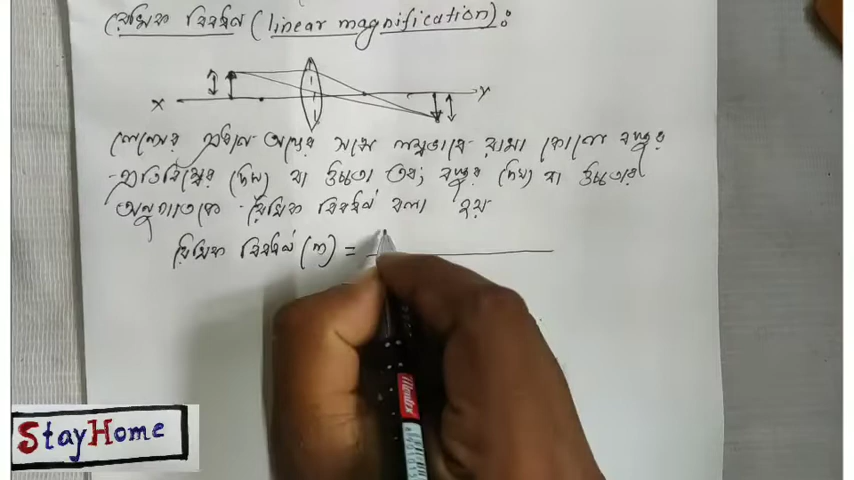 রৈখিক বিবর্ধন (linear magnification):
X Y
লেন্সের প্রধান অক্ষের সঙ্গে লম্বভাবে রাখা কোনো বস্তুর
প্রতিবিম্বের দৈর্ঘ্য বা উচ্চতা এবং বস্তুর দৈর্ঘ্য বা উচ্চতার
অনুপাতকে রৈখিক বিবর্ধন বলা হয়
রৈখিক বিবর্ধন (m) =
Montex
StayHome